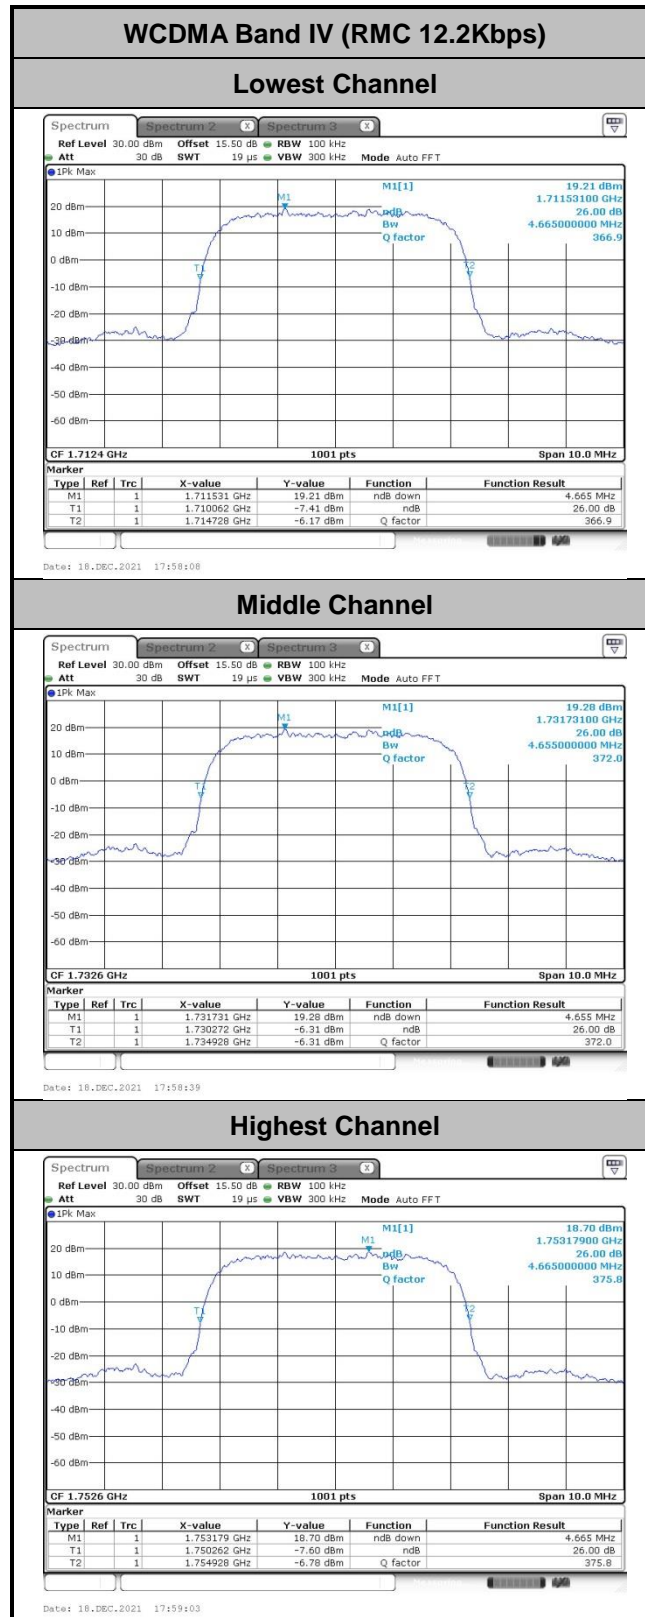 WCDMA Band IV (RMC 12.2Kbps)
Lowest Channel
Spectrum Spectrum 2 X Spectrum 3 X
Ref Level 30.00 dBm Offset 15.50 dB RBW 100 kHz
Att 30 dB SWT 19 µs VBW 300 kHz Mode Auto FFT
1Pk Max
M1[1] 19.21 dBm
1.71153100 GHz
ndB 26.00 dB
Bw 4.665000000 MHz
Q factor 366.9
M1
T1
T2
20 dBm
10 dBm
0 dBm
-10 dBm
-20 dBm
-30 dBm
-40 dBm
-50 dBm
-60 dBm
CF 1.7124 GHz 1001 pts Span 10.0 MHz
Marker
Type Ref Trc X-value Y-value Function Function Result
M1 1 1.711531 GHz 19.21 dBm ndB down 4.665 MHz
T1 1 1.710062 GHz -7.41 dBm ndB 26.00 dB
T2 1 1.714728 GHz -6.17 dBm Q factor 366.9
Date: 18.DEC.2021 17:58:08
Middle Channel
Spectrum Spectrum 2 X Spectrum 3 X
Ref Level 30.00 dBm Offset 15.50 dB RBW 100 kHz
Att 30 dB SWT 19 µs VBW 300 kHz Mode Auto FFT
1Pk Max
M1[1] 19.28 dBm
1.73173100 GHz
ndB 26.00 dB
Bw 4.655000000 MHz
Q factor 372.0
M1
T1
T2
20 dBm
10 dBm
0 dBm
-10 dBm
-20 dBm
-30 dBm
-40 dBm
-50 dBm
-60 dBm
CF 1.7326 GHz 1001 pts Span 10.0 MHz
Marker
Type Ref Trc X-value Y-value Function Function Result
M1 1 1.731731 GHz 19.28 dBm ndB down 4.655 MHz
T1 1 1.730272 GHz -6.31 dBm ndB 26.00 dB
T2 1 1.734928 GHz -6.31 dBm Q factor 372.0
Date: 18.DEC.2021 17:58:39
Highest Channel
Spectrum Spectrum 2 X Spectrum 3 X
Ref Level 30.00 dBm Offset 15.50 dB RBW 100 kHz
Att 30 dB SWT 19 µs VBW 300 kHz Mode Auto FFT
1Pk Max
M1[1] 18.70 dBm
1.75317900 GHz
ndB 26.00 dB
Bw 4.665000000 MHz
Q factor 375.8
M1
T1
T2
20 dBm
10 dBm
0 dBm
-10 dBm
-20 dBm
-30 dBm
-40 dBm
-50 dBm
-60 dBm
CF 1.7526 GHz 1001 pts Span 10.0 MHz
Marker
Type Ref Trc X-value Y-value Function Function Result
M1 1 1.753179 GHz 18.70 dBm ndB down 4.665 MHz
T1 1 1.750262 GHz -7.60 dBm ndB 26.00 dB
T2 1 1.754928 GHz -6.78 dBm Q factor 375.8
Date: 18.DEC.2021 17:59:03